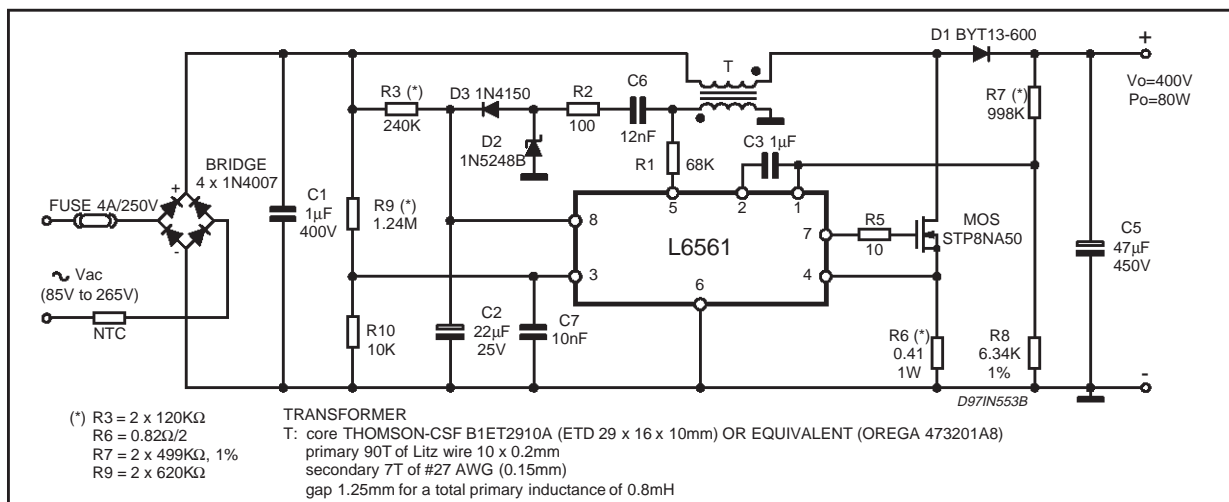 D1 BYT13-600
+
T
Vo=400V
Po=80W
C6
R3 (*)
D3 1N4150
R2
R7 (*)
240K
100
12nF
998K
D2
1N5248B
C3 1μF
BRIDGE
4 x 1N4007
R1
68K
+
C1
1μF
400V
FUSE 4A/250V
R9 (*)
1.24M
5
2
1
8
7
R5
10
MOS
STP8NA50
C5
47μF
450V
-
L6561
Vac
(85V to 265V)
3
4
6
NTC
R10
10K
C2
22μF
25V
C7
10nF
R6 (*)
0.41
1W
R8
6.34K
1%
-
D97IN553B
(*) R3 = 2 x 120KΩ
R6 = 0.82Ω/2
R7 = 2 x 499KΩ, 1%
R9 = 2 x 620KΩ
TRANSFORMER
T: core THOMSON-CSF B1ET2910A (ETD 29 x 16 x 10mm) OR EQUIVALENT (OREGA 473201A8)
primary 90T of Litz wire 10 x 0.2mm
secondary 7T of #27 AWG (0.15mm)
gap 1.25mm for a total primary inductance of 0.8mH